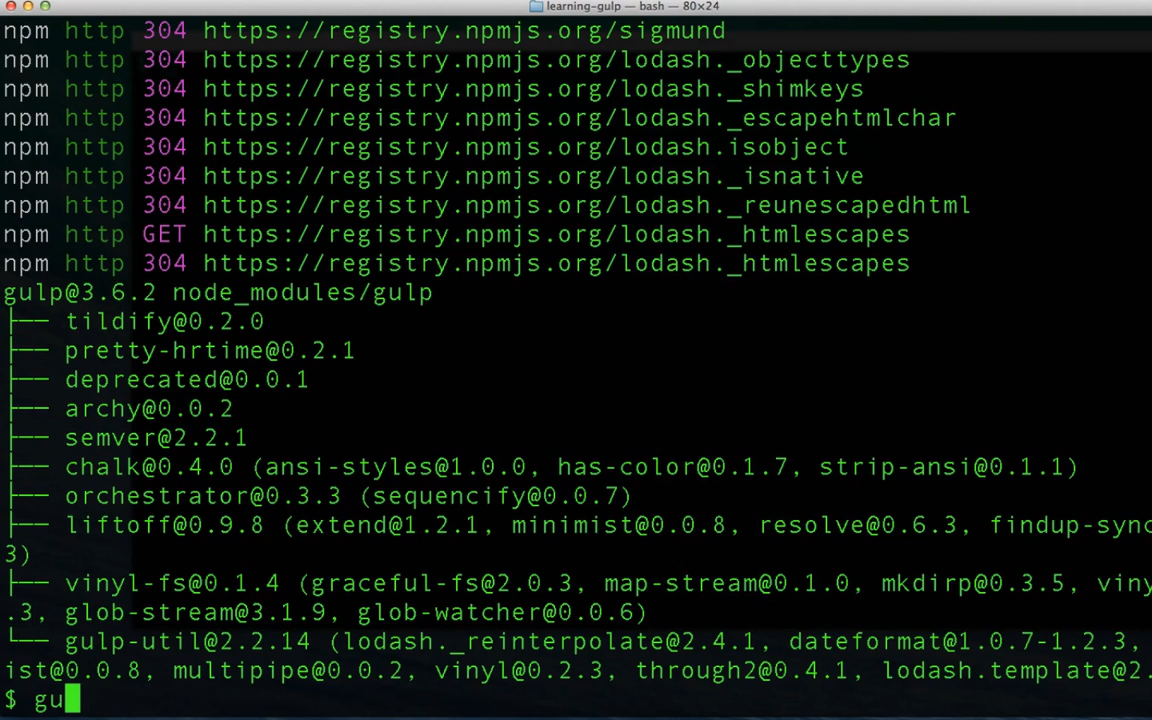 learning-gulp — bash — 80×24
npm http 304 https://registry.npmjs.org/sigmund
npm http 304 https://registry.npmjs.org/lodash._objecttypes
npm http 304 https://registry.npmjs.org/lodash._shimkeys
npm http 304 https://registry.npmjs.org/lodash._escapehtmlchar
npm http 304 https://registry.npmjs.org/lodash.isobject
npm http 304 https://registry.npmjs.org/lodash._isnative
npm http 304 https://registry.npmjs.org/lodash._reunescapedhtml
npm http GET https://registry.npmjs.org/lodash._htmlescapes
npm http 304 https://registry.npmjs.org/lodash._htmlescapes
gulp@3.6.2 node_modules/gulp
├── tildify@0.2.0
├── pretty-hrtime@0.2.1
├── deprecated@0.0.1
├── archy@0.0.2
├── semver@2.2.1
├── chalk@0.4.0 (ansi-styles@1.0.0, has-color@0.1.7, strip-ansi@0.1.1)
├── orchestrator@0.3.3 (sequencify@0.0.7)
├── liftoff@0.9.8 (extend@1.2.1, minimist@0.0.8, resolve@0.6.3, findup-sync
3)
├── vinyl-fs@0.1.4 (graceful-fs@2.0.3, map-stream@0.1.0, mkdirp@0.3.5, viny
.3, glob-stream@3.1.9, glob-watcher@0.0.6)
└── gulp-util@2.2.14 (lodash._reinterpolate@2.4.1, dateformat@1.0.7-1.2.3,
ist@0.0.8, multipipe@0.0.2, vinyl@0.2.3, through2@0.4.1, lodash.template@2.
$ gu